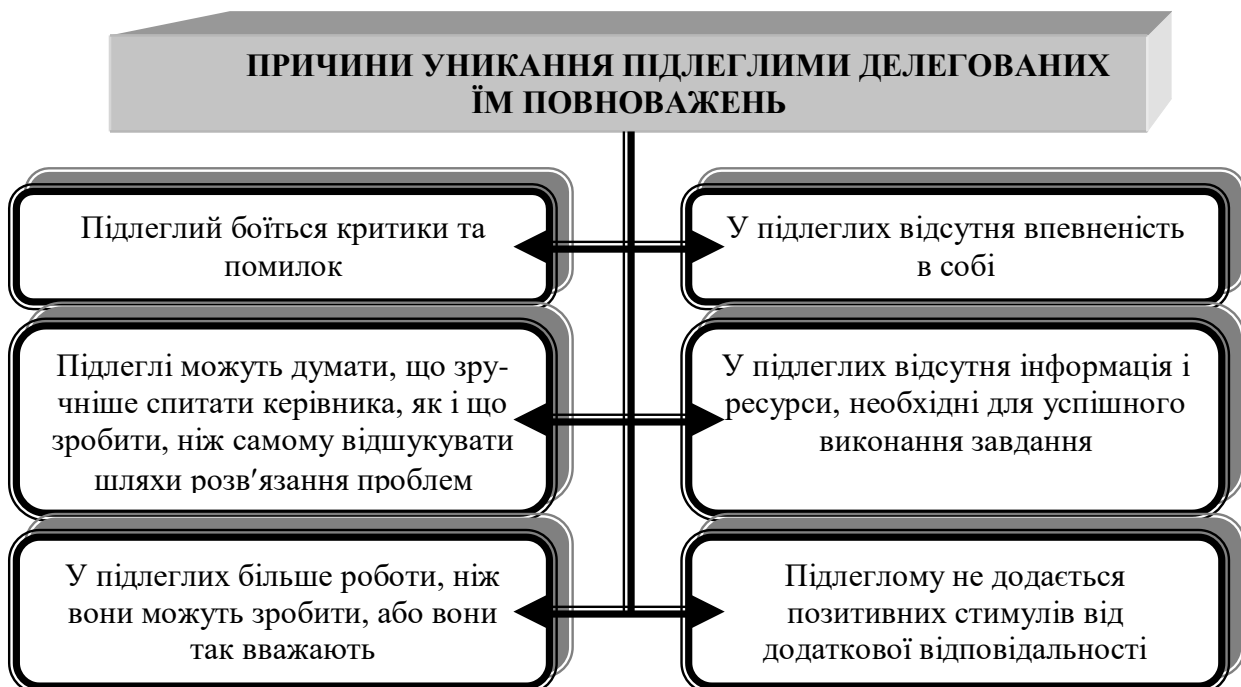 ПРИЧИНИ УНИКАННЯ ПІДЛЕГЛИМИ ДЕЛЕГОВАНИХ
ЇМ ПОВНОВАЖЕНЬ
Підлеглий боїться критики та
помилок
У підлеглих відсутня впевненість
в собі
Підлеглі можуть думати, що зру-
чніше спитати керівника, як і що
зробити, ніж самому відшукувати
шляхи розв'язання проблем
У підлеглих відсутня інформація і
ресурси, необхідні для успішного
виконання завдання
У підлеглих більше роботи, ніж
вони можуть зробити, або вони
так вважають
Підлеглому не додається
позитивних стимулів від
додаткової відповідальності